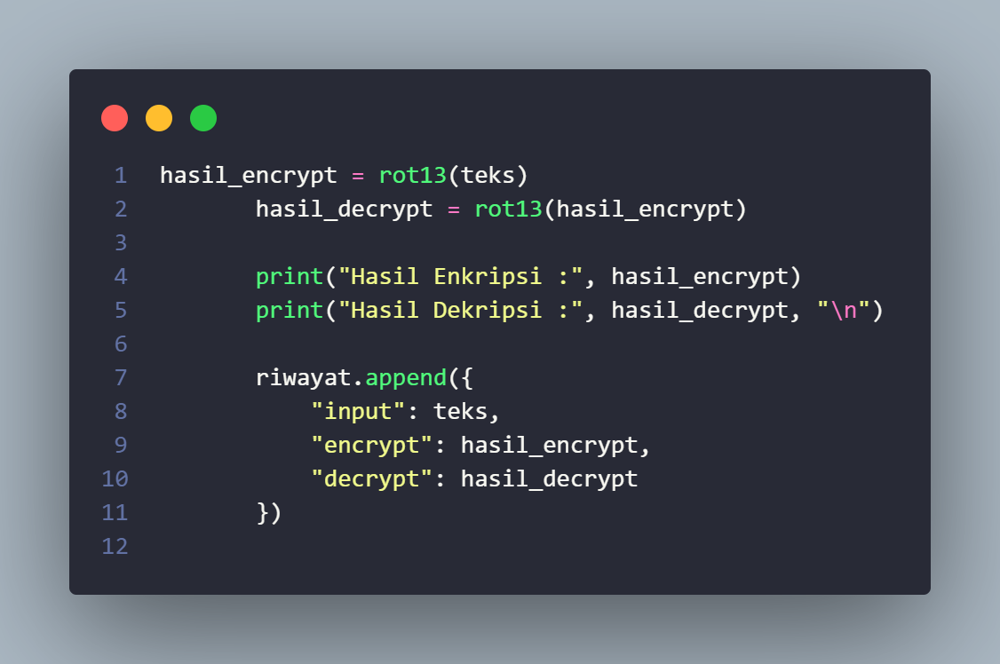 1 hasil_encrypt = rot13(teks)
2         hasil_decrypt = rot13(hasil_encrypt)
3
4         print("Hasil Enkripsi :", hasil_encrypt)
5         print("Hasil Dekripsi :", hasil_decrypt, "\n")
6
7         riwayat.append({
8             "input": teks,
9             "encrypt": hasil_encrypt,
10             "decrypt": hasil_decrypt
11         })
12